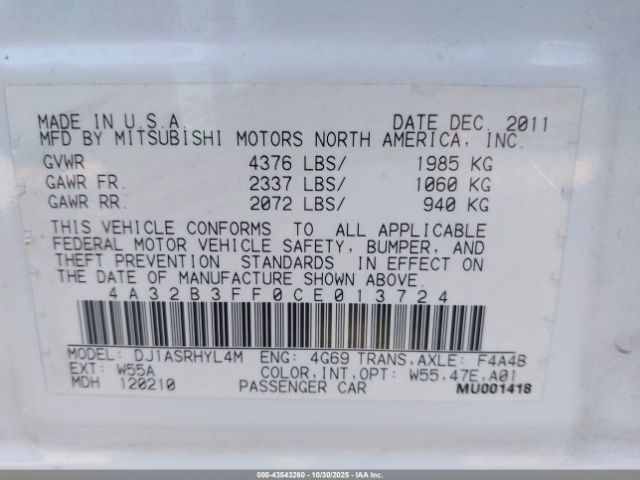 MADE IN U.S.A. DATE DEC. 2011
MFD BY MITSUBISHI MOTORS NORTH AMERICA, INC.
GVWR 4376 LBS/ 1985 KG
GAWR FR. 2337 LBS/ 1060 KG
GAWR RR. 2072 LBS/ 940 KG
THIS VEHICLE CONFORMS TO ALL APPLICABLE
FEDERAL MOTOR VEHICLE SAFETY, BUMPER, AND
THEFT PREVENTION STANDARDS IN EFFECT ON
THE DATE OF MANUFACTURE SHOWN ABOVE.
4A32B3FF0CE013724
MODEL: DJ1ASRHYL4M ENG: 4G69 TRANS,AXLE: F4A4B
EXT: W55A COLOR,INT,OPT: W55,47E,A01
MDH 120210 PASSENGER CAR MU001418
000-43543260 - 10/30/2025 - IAA Inc.